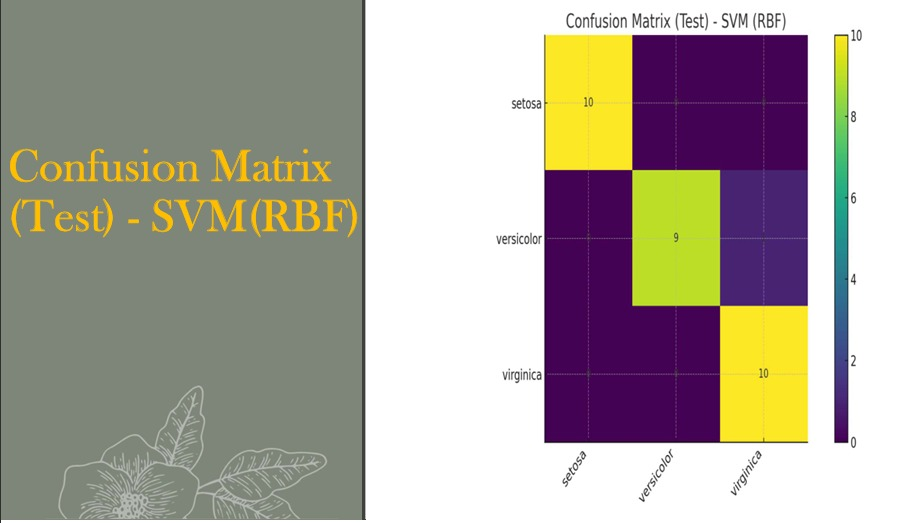 Confusion Matrix
(Test) - SVM(RBF)
Confusion Matrix (Test) - SVM (RBF)
setosa
10
versicolor
9
virginica
10
setosa
versicolor
virginica
10
8
6
4
2
0